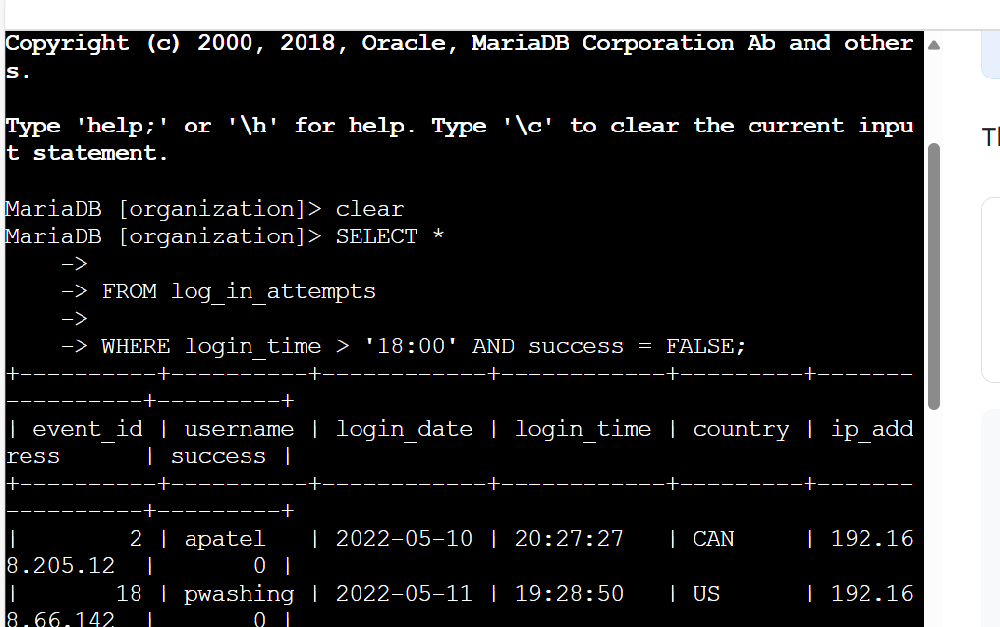 Copyright (c) 2000, 2018, Oracle, MariaDB Corporation Ab and other
s.
Type 'help;' or '\h' for help. Type '\c' to clear the current inpu
t statement.
MariaDB [organization]> clear
MariaDB [organization]> SELECT *
    ->
    -> FROM log_in_attempts
    ->
    -> WHERE login_time > '18:00' AND success = FALSE;
+----------+----------+------------+------------+---------+-------
----------+---------+
| event_id | username | login_date | login_time | country | ip_add
ress      | success |
+----------+----------+------------+------------+---------+-------
----------+---------+
|        2 | apatel   | 2022-05-10 | 20:27:27   | CAN     | 192.16
8.205.12  |       0 |
|       18 | pwashing | 2022-05-11 | 19:28:50   | US      | 192.16
8.66.142  |       0 |